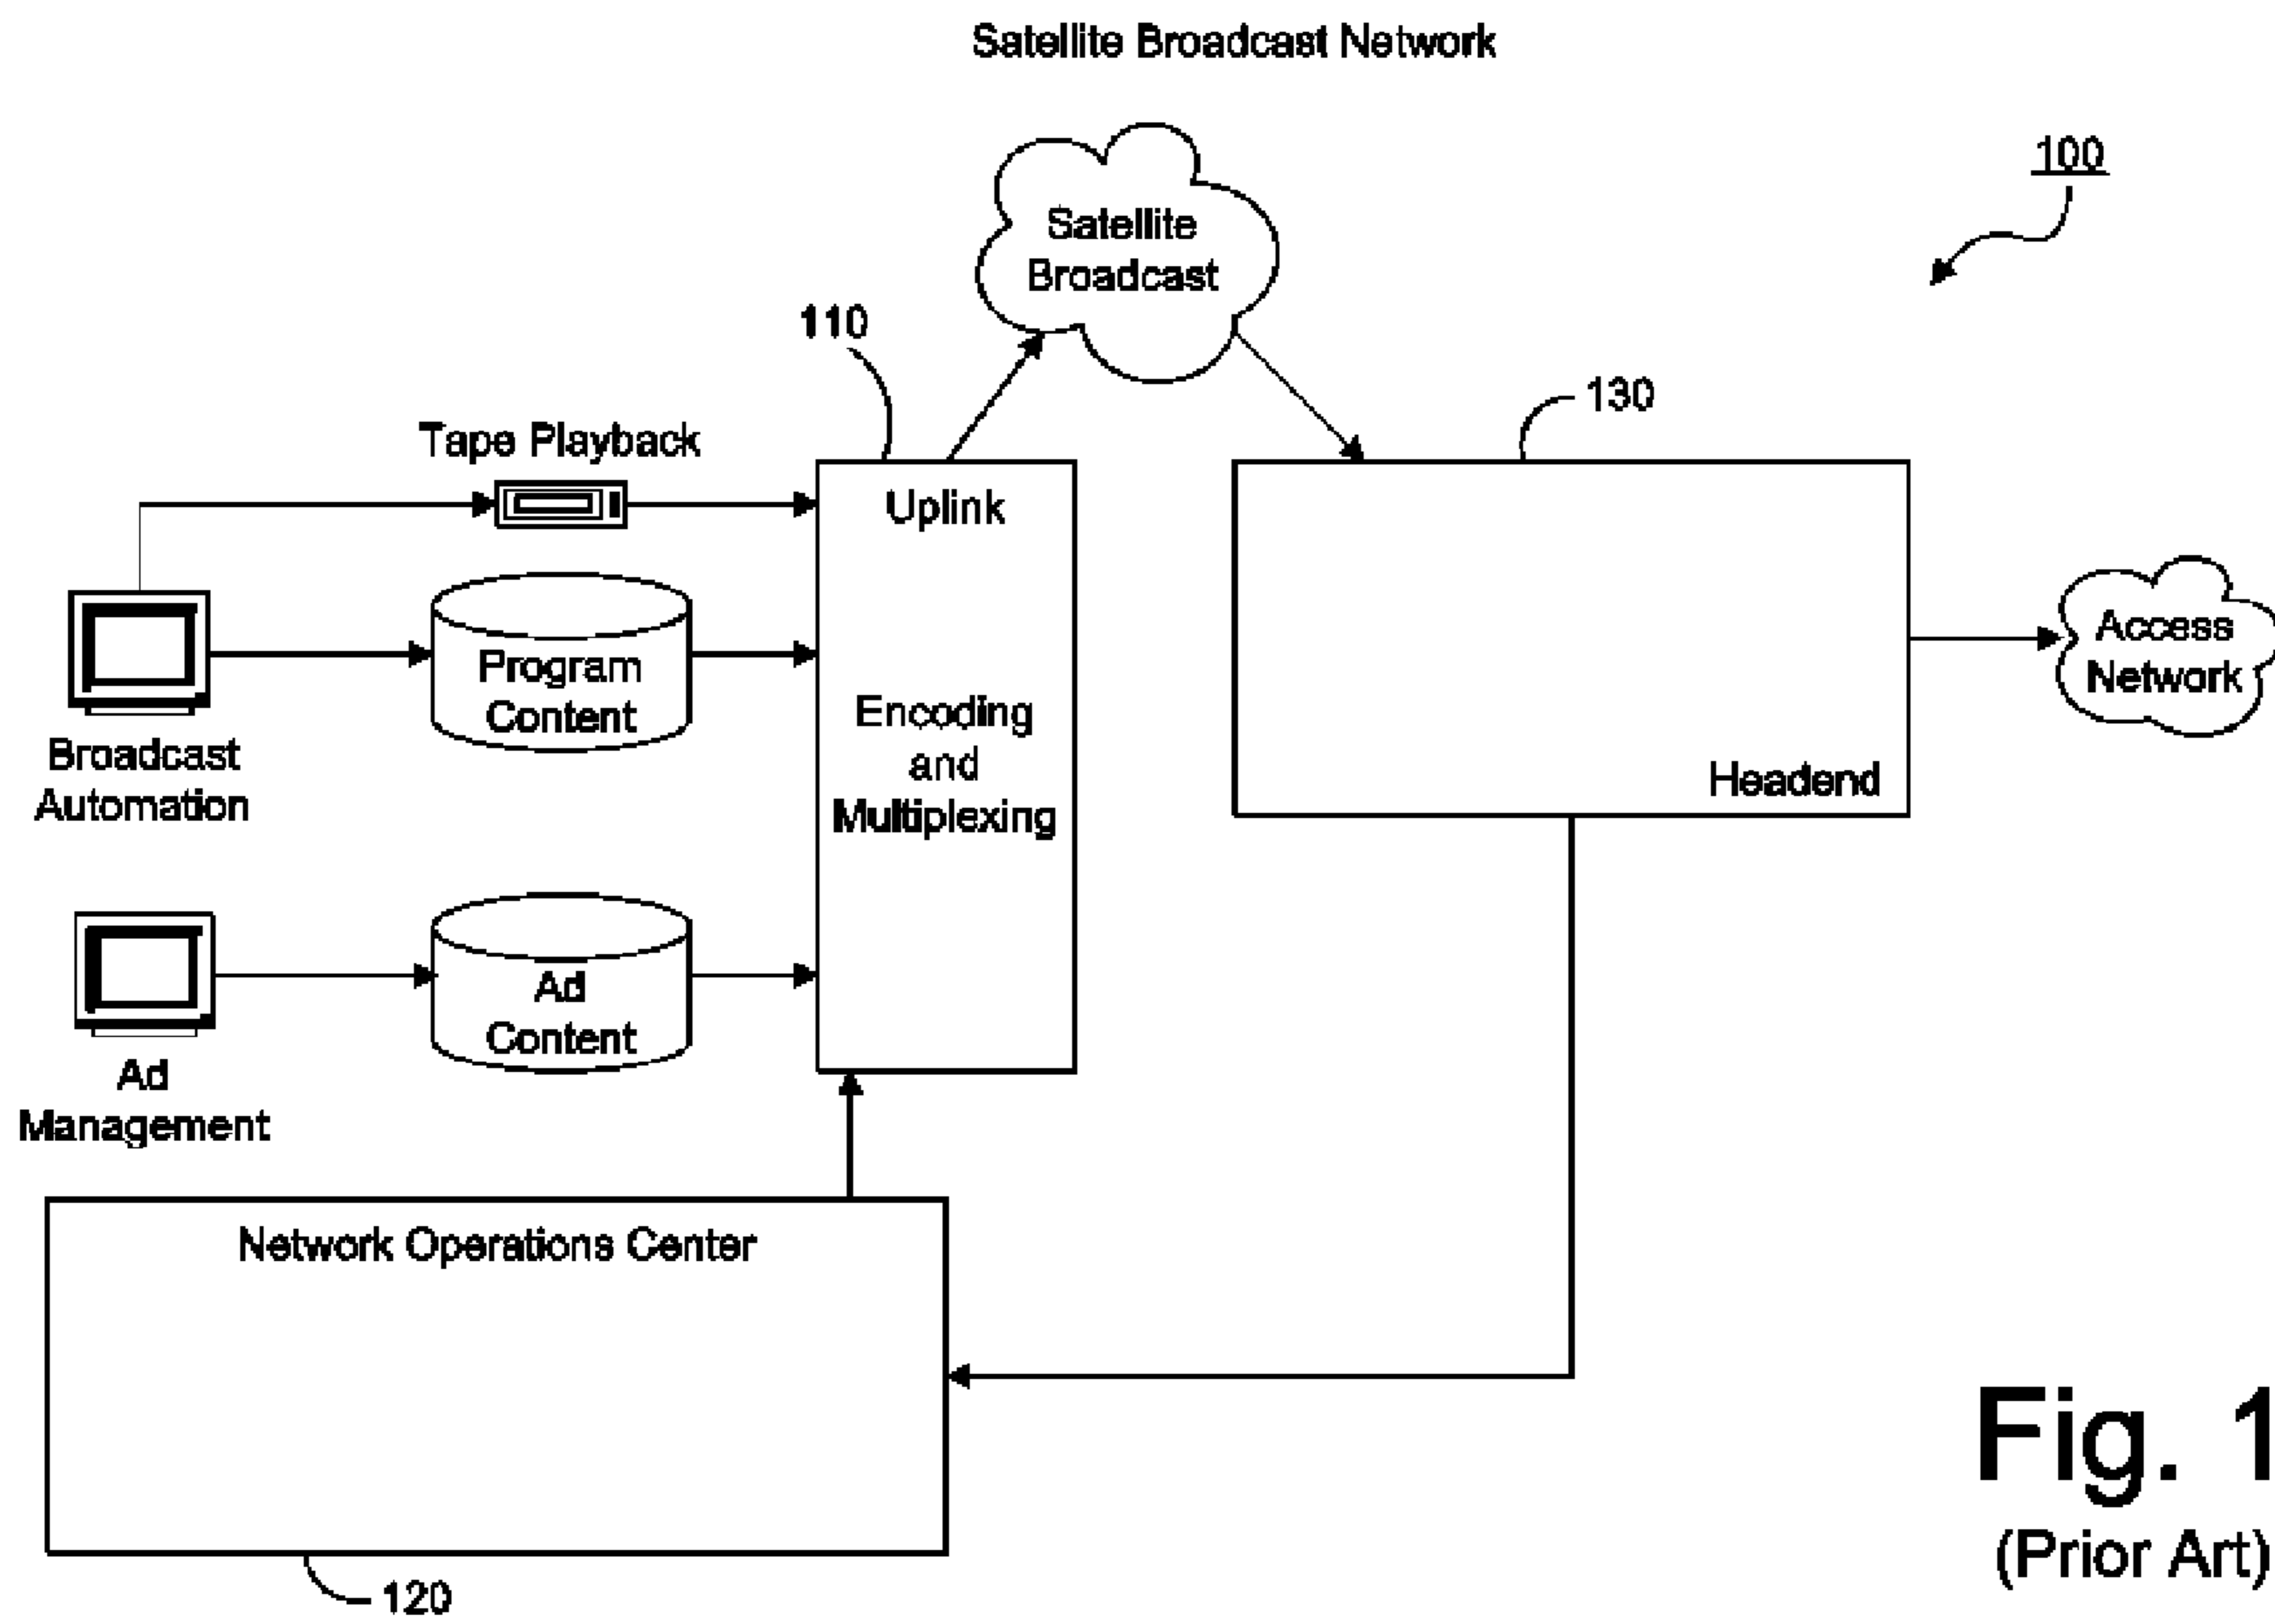 Satellite Broadcast Network
100
Satellite
Broadcast
110
130
Tape Playback
Uplink
Program
Content
Encoding
and
Multiplexing
Broadcast
Automation
Headend
Access
Network
Ad
Content
Ad
Management
Network Operations Center
120
Fig. 1
(Prior Art)